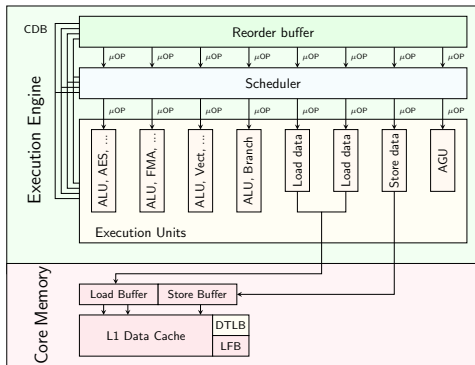 CDB
Reorder buffer
μOP μOP μOP μOP μOP μOP μOP μOP
Scheduler
μOP μOP μOP μOP μOP μOP μOP μOP
ALU, AES, ...
ALU, FMA, ...
ALU, Vect, ...
ALU, Branch
Load data
Load data
Store data
AGU
Execution Units
Execution Engine
Load Buffer
Store Buffer
L1 Data Cache
DTLB
LFB
Core Memory